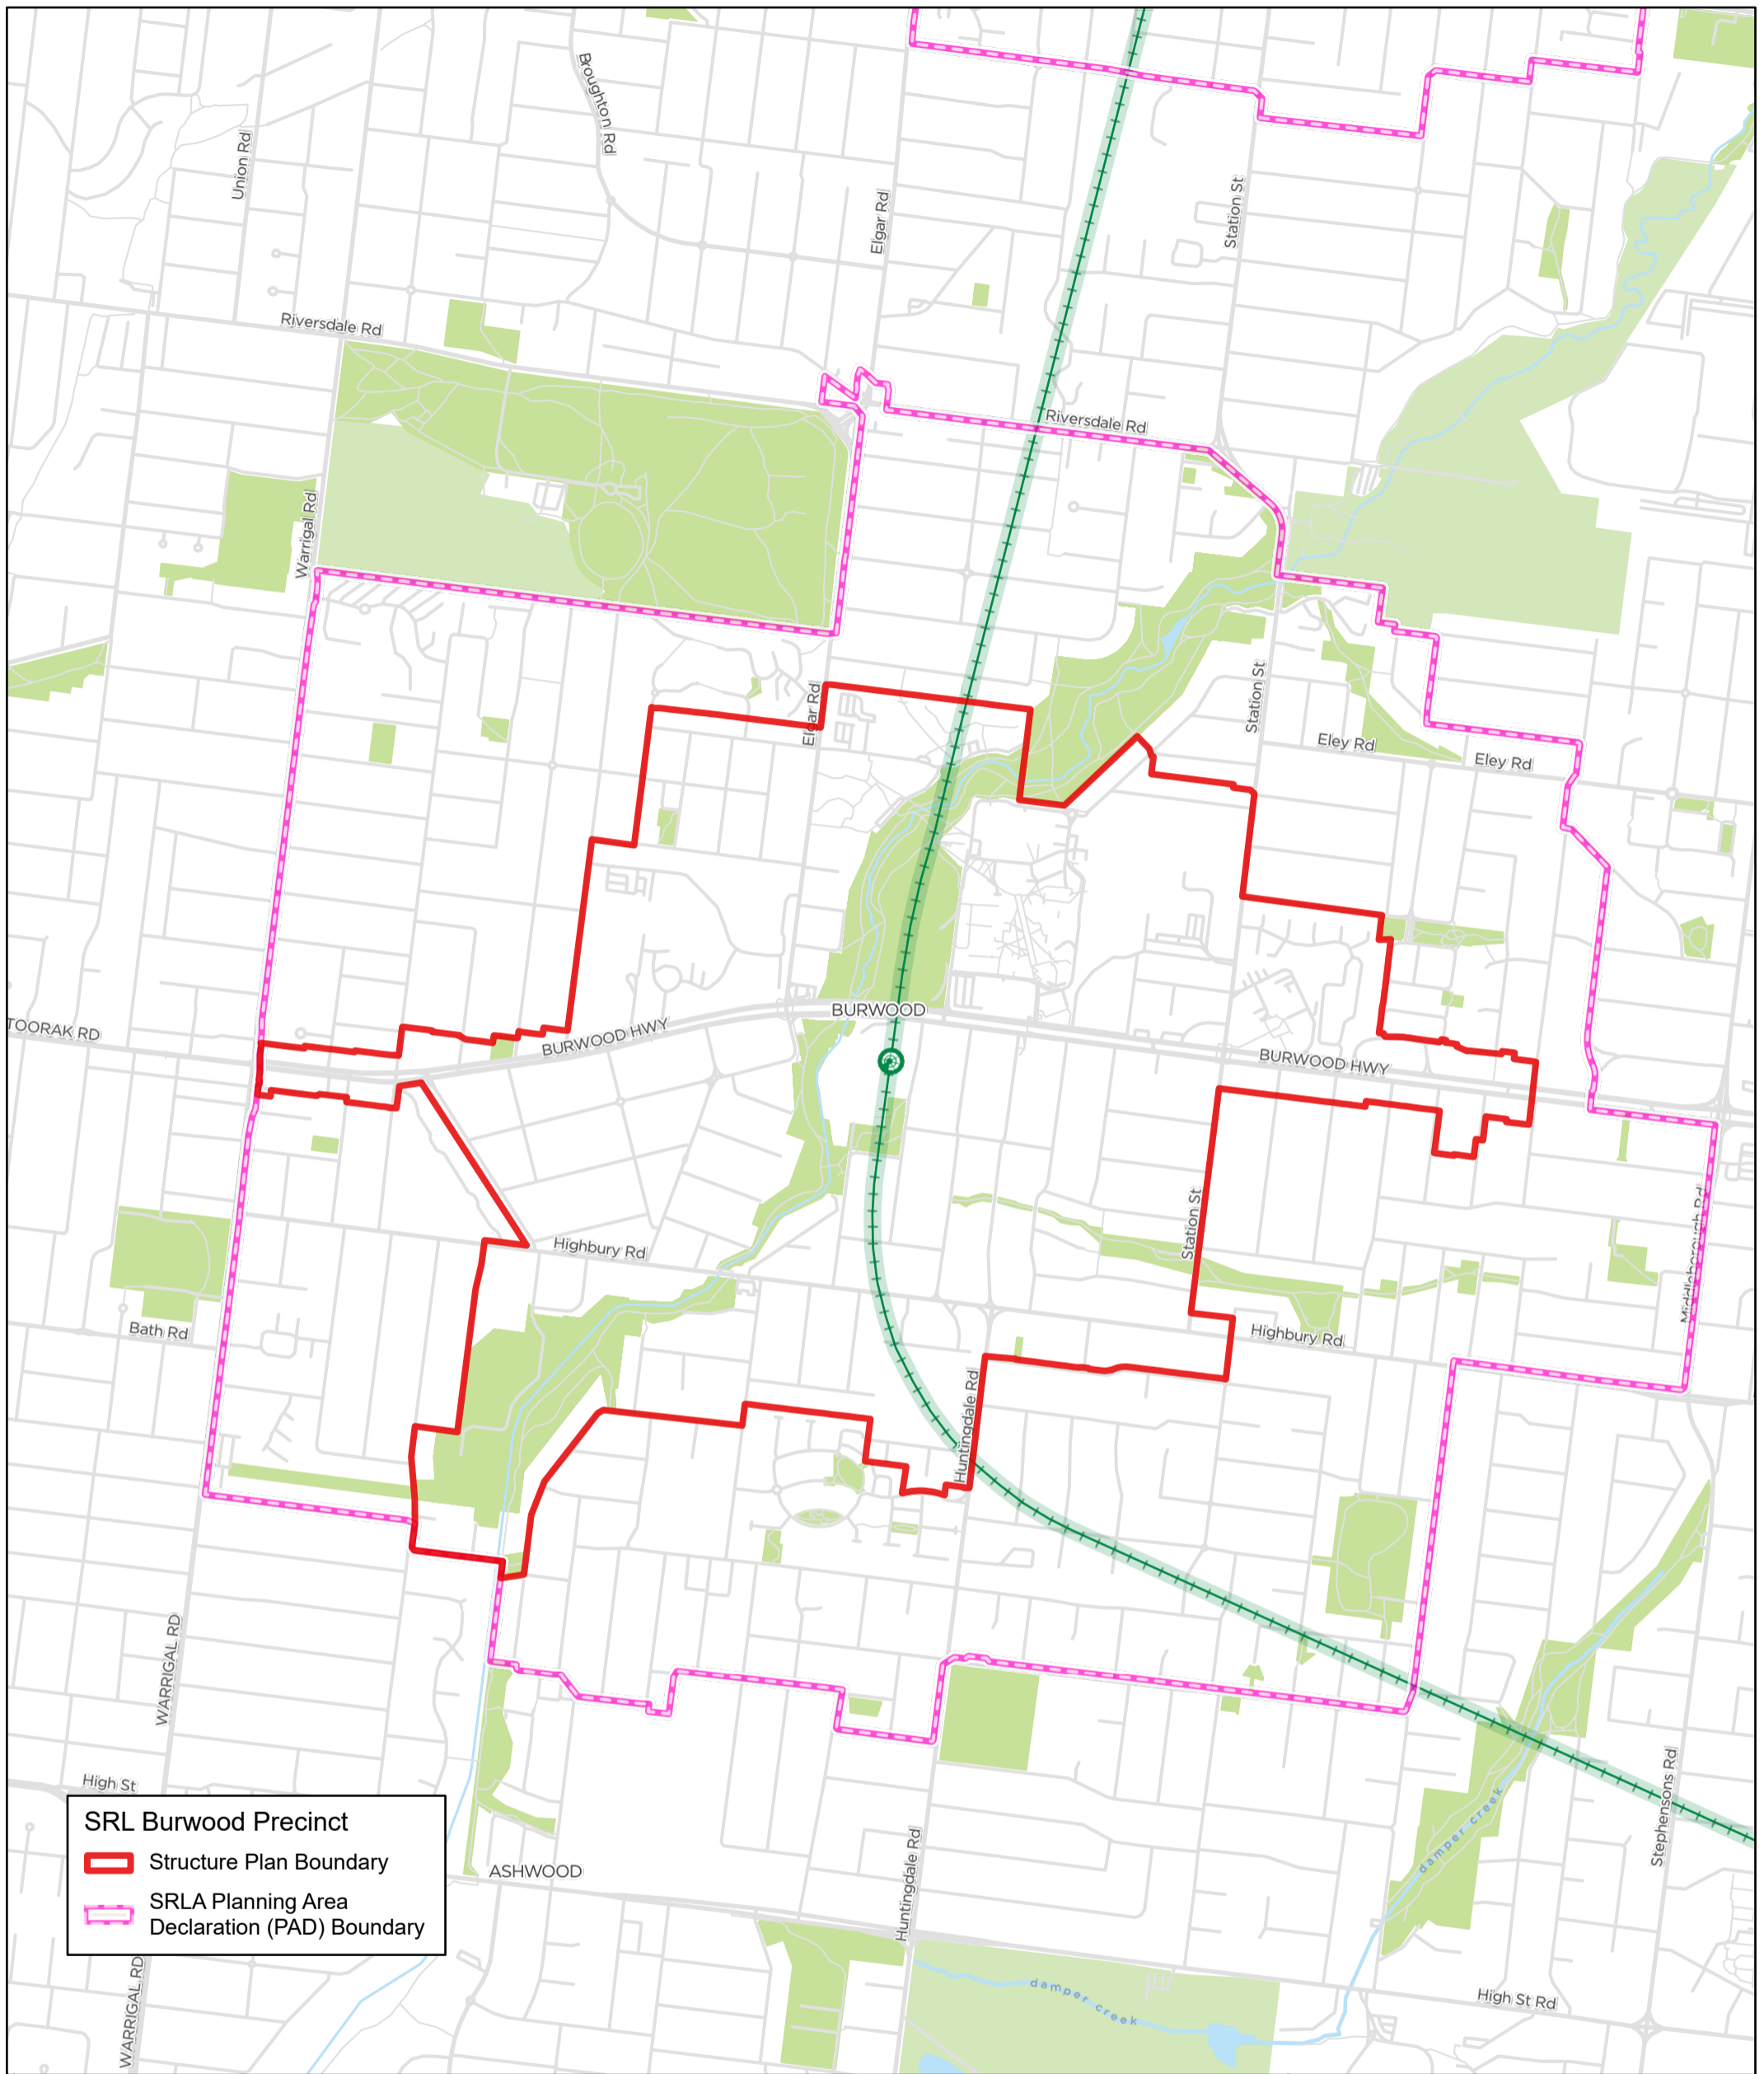 Broughton Rd
Union Rd
Elgar Rd
Station St
Riversdale Rd
Riversdale Rd
Warrigal Rd
Elgar Rd
Station St
Eley Rd
Eley Rd
TOORAK RD
BURWOOD HWY
BURWOOD
BURWOOD HWY
Station St
Middleborough Rd
Highbury Rd
Bath Rd
Highbury Rd
Huntingdale Rd
WARRIGAL RD
High St
Stephensons Rd
damper creek
SRL Burwood Precinct
Structure Plan Boundary
SRLA Planning Area
Declaration (PAD) Boundary
ASHWOOD
Huntingdale Rd
WARRIGAL RD
damper creek
High St Rd